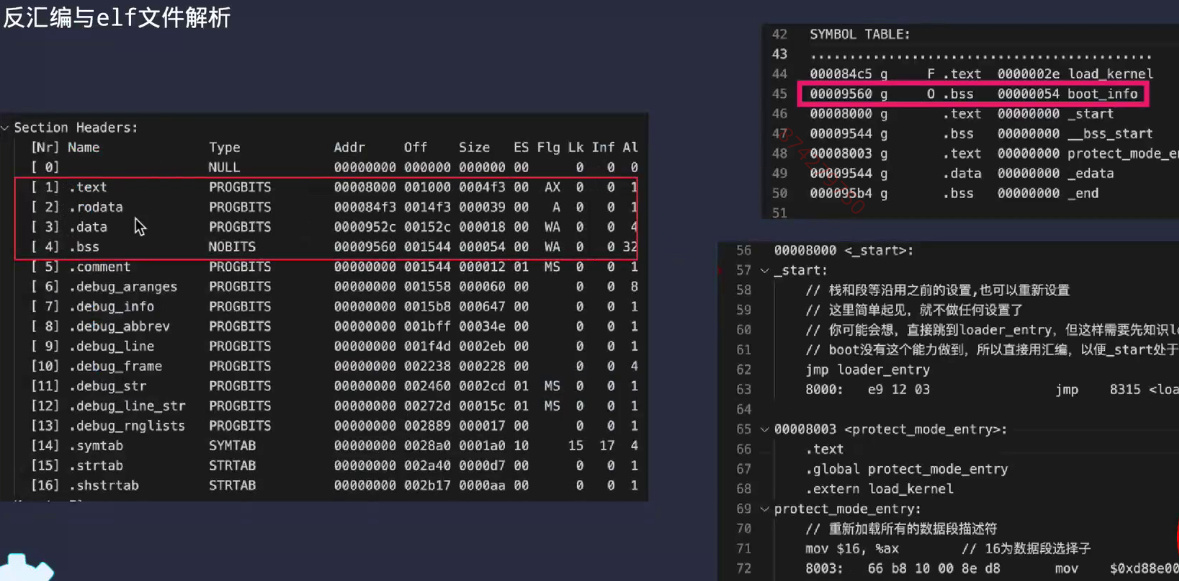 反汇编与elf文件解析
Section Headers:
[Nr] Name Type Addr Off Size ES Flg Lk Inf Al
[ 0] NULL 00000000 000000 000000 00 0 0 0
[ 1] .text PROGBITS 00008000 001000 0004f3 00 AX 0 0 1
[ 2] .rodata PROGBITS 000084f3 0014f3 000039 00 A 0 0 1
[ 3] .data PROGBITS 0000952c 00152c 000018 00 WA 0 0 4
[ 4] .bss NOBITS 00009560 001544 000054 00 WA 0 0 32
[ 5] .comment PROGBITS 00000000 001544 000012 01 MS 0 0 1
[ 6] .debug_aranges PROGBITS 00000000 001558 000060 00 0 0 8
[ 7] .debug_info PROGBITS 00000000 0015b8 000647 00 0 0 1
[ 8] .debug_abbrev PROGBITS 00000000 001bff 00034e 00 0 0 1
[ 9] .debug_line PROGBITS 00000000 001f4d 0002eb 00 0 0 1
[10] .debug_frame PROGBITS 00000000 002238 000228 00 0 0 4
[11] .debug_str PROGBITS 00000000 002460 0002cd 01 MS 0 0 1
[12] .debug_line_str PROGBITS 00000000 00272d 00015c 01 MS 0 0 1
[13] .debug_rnglists PROGBITS 00000000 002889 000017 00 0 0 1
[14] .symtab SYMTAB 00000000 0028a0 0001a0 10 15 17 4
[15] .strtab STRTAB 00000000 002a40 0000d7 00 0 0 1
[16] .shstrtab STRTAB 00000000 002b17 0000aa 00 0 0 1
42 SYMBOL TABLE:
43
44 000084c5 g F .text 0000002e load_kernel
45 00009560 g O .bss 00000054 boot_info
46 00008000 g .text 00000000 _start
47 00009544 g .bss 00000000 __bss_start
48 00008003 g .text 00000000 protect_mode_e
49 00009544 g .data 00000000 _edata
50 000095b4 g .bss 00000000 _end
51
56 00008000 <_start>:
57 _start:
58 // 栈和段等沿用之前的设置,也可以重新设置
59 // 这里简单起见，就不做任何设置了
60 // 你可能会想，直接跳到loader_entry，但这样需要先知识l
61 // boot没有这个能力做到，所以直接用汇编，以便_start处于
62 jmp loader_entry
63 8000: e9 12 03 jmp 8315 <loa
64
65 00008003 <protect_mode_entry>:
66 .text
67 .global protect_mode_entry
68 .extern load_kernel
69 protect_mode_entry:
70 // 重新加载所有的数据段描述符
71 mov $16, %ax // 16为数据段选择子
72 8003: 66 b8 10 00 8e d8 mov $0xd88e00